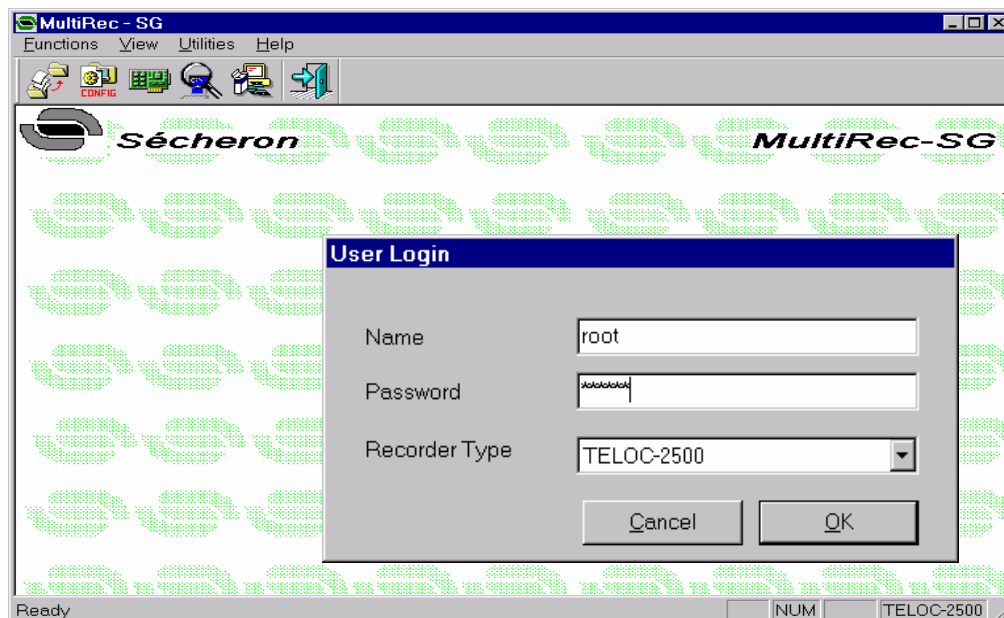 MultiRec - SG
Functions View Utilities Help
CONFIG
Sécheron MultiRec-SG
User Login
Name root
Password *******
Recorder Type TELOC-2500
Cancel OK
Ready NUM TELOC-2500